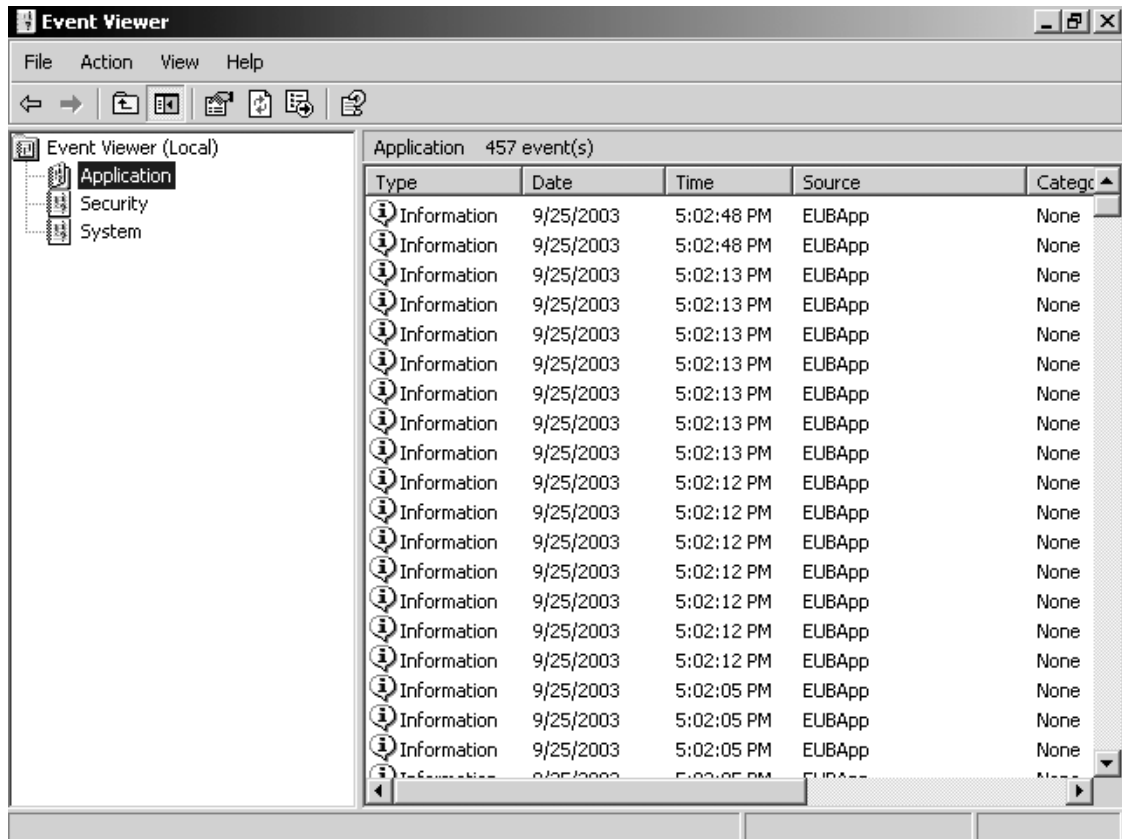 Event Viewer
File Action View Help
Event Viewer (Local)
Application
Security
System
Application 457 event(s)
Type Date Time Source Catego
Information 9/25/2003 5:02:48 PM EUBApp None
Information 9/25/2003 5:02:48 PM EUBApp None
Information 9/25/2003 5:02:13 PM EUBApp None
Information 9/25/2003 5:02:13 PM EUBApp None
Information 9/25/2003 5:02:13 PM EUBApp None
Information 9/25/2003 5:02:13 PM EUBApp None
Information 9/25/2003 5:02:13 PM EUBApp None
Information 9/25/2003 5:02:13 PM EUBApp None
Information 9/25/2003 5:02:13 PM EUBApp None
Information 9/25/2003 5:02:12 PM EUBApp None
Information 9/25/2003 5:02:12 PM EUBApp None
Information 9/25/2003 5:02:12 PM EUBApp None
Information 9/25/2003 5:02:12 PM EUBApp None
Information 9/25/2003 5:02:12 PM EUBApp None
Information 9/25/2003 5:02:12 PM EUBApp None
Information 9/25/2003 5:02:12 PM EUBApp None
Information 9/25/2003 5:02:05 PM EUBApp None
Information 9/25/2003 5:02:05 PM EUBApp None
Information 9/25/2003 5:02:05 PM EUBApp None